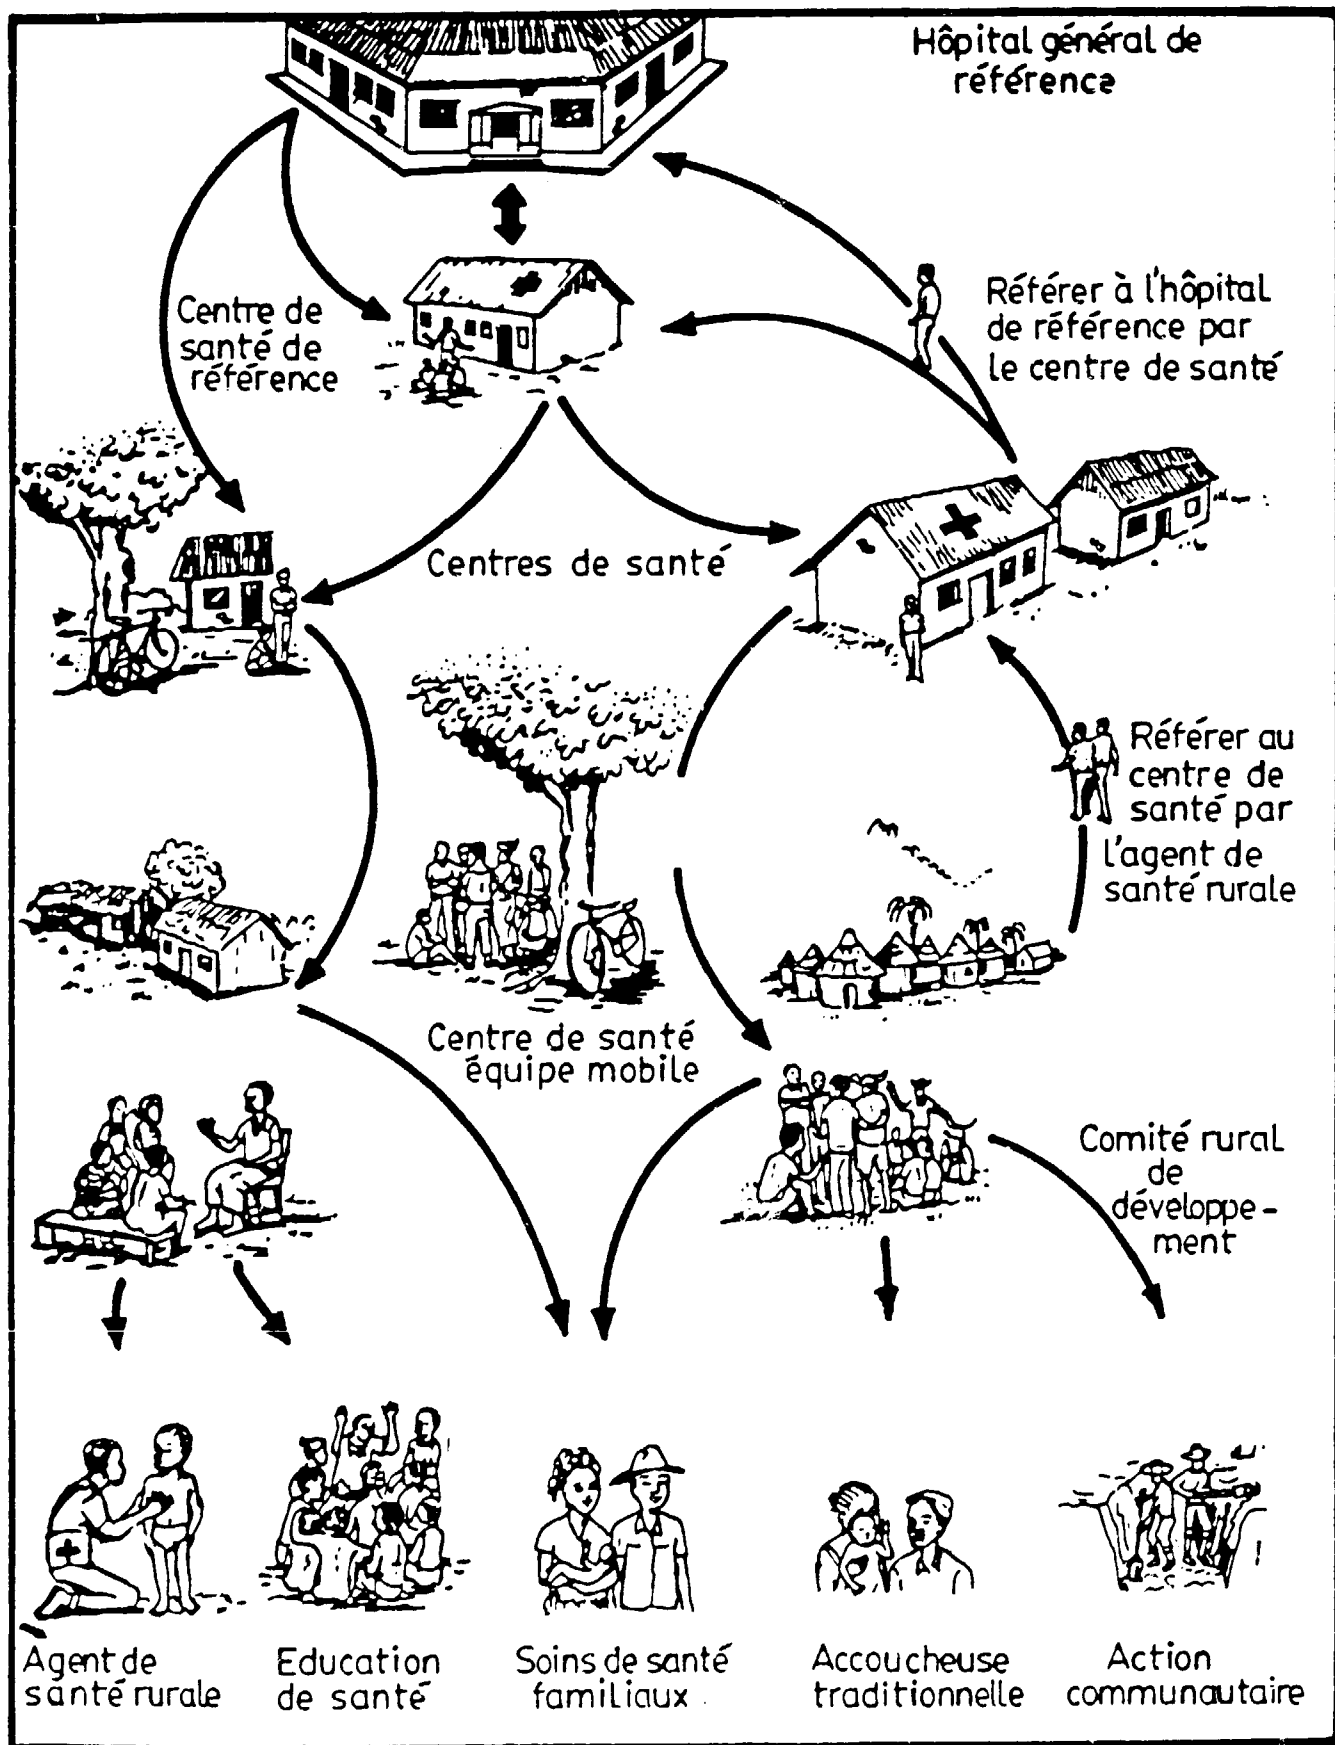 Hôpital général de
référence
Centre de
santé de
référence
Référer à l'hôpital
de référence par
le centre de santé
Centres de santé
Référer au
centre de
santé par
l'agent de
santé rurale
Centre de santé
équipe mobile
Comité rural
de
développe-
ment
Agent de
santé rurale
Education
de santé
Soins de santé
familiaux
Accoucheuse
traditionnelle
Action
communautaire